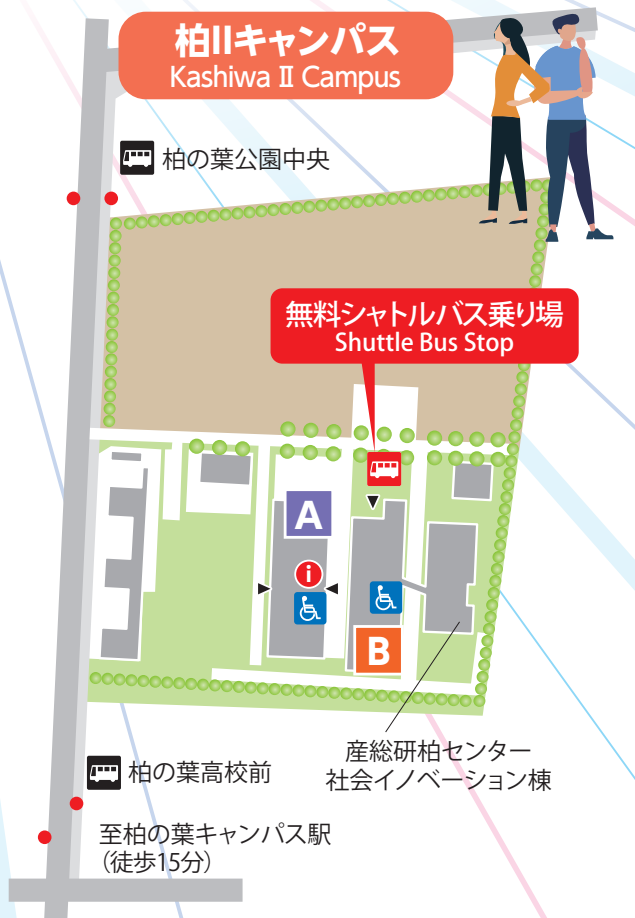 柏IIキャンパス
Kashiwa II Campus
柏の葉公園中央
無料シャトルバス乗り場
Shuttle Bus Stop
A
i
B
産総研柏センター
社会イノベーション棟
柏の葉高校前
至柏の葉キャンパス駅
(徒歩15分)